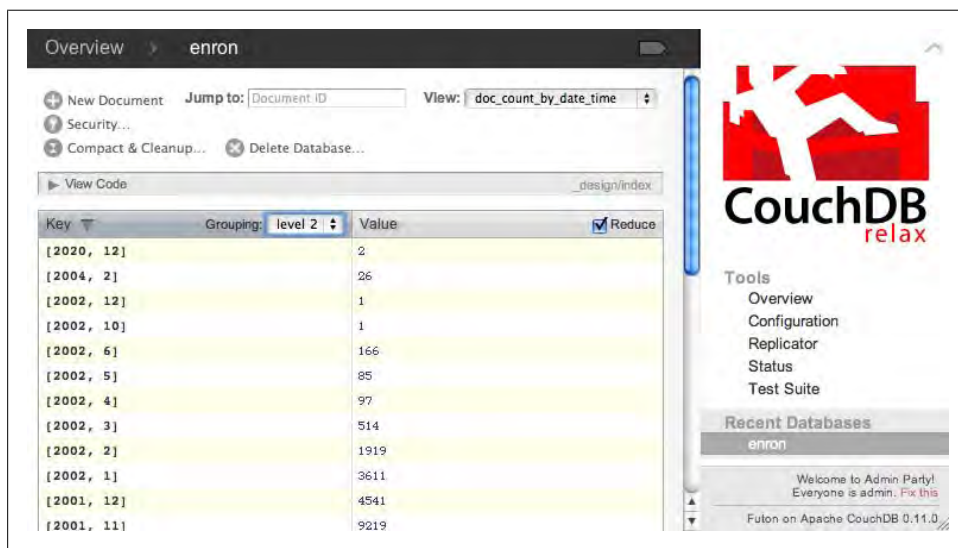 Overview > enron
New Document Jump to: Document ID View: doc_count_by_date_time
Security...
Compact & Cleanup... Delete Database...
View Code _design/index
Key Grouping: level 2 Value Reduce
[2020, 12] 2
[2004, 2] 26
[2002, 12] 1
[2002, 10] 1
[2002, 6] 166
[2002, 5] 85
[2002, 4] 97
[2002, 3] 514
[2002, 2] 1919
[2002, 1] 3611
[2001, 12] 4541
[2001, 11] 9219
CouchDB
relax
Tools
Overview
Configuration
Replicator
Status
Test Suite
Recent Databases
enron
Welcome to Admin Party!
Everyone is admin. Fix this
Futon on Apache CouchDB 0.11.0